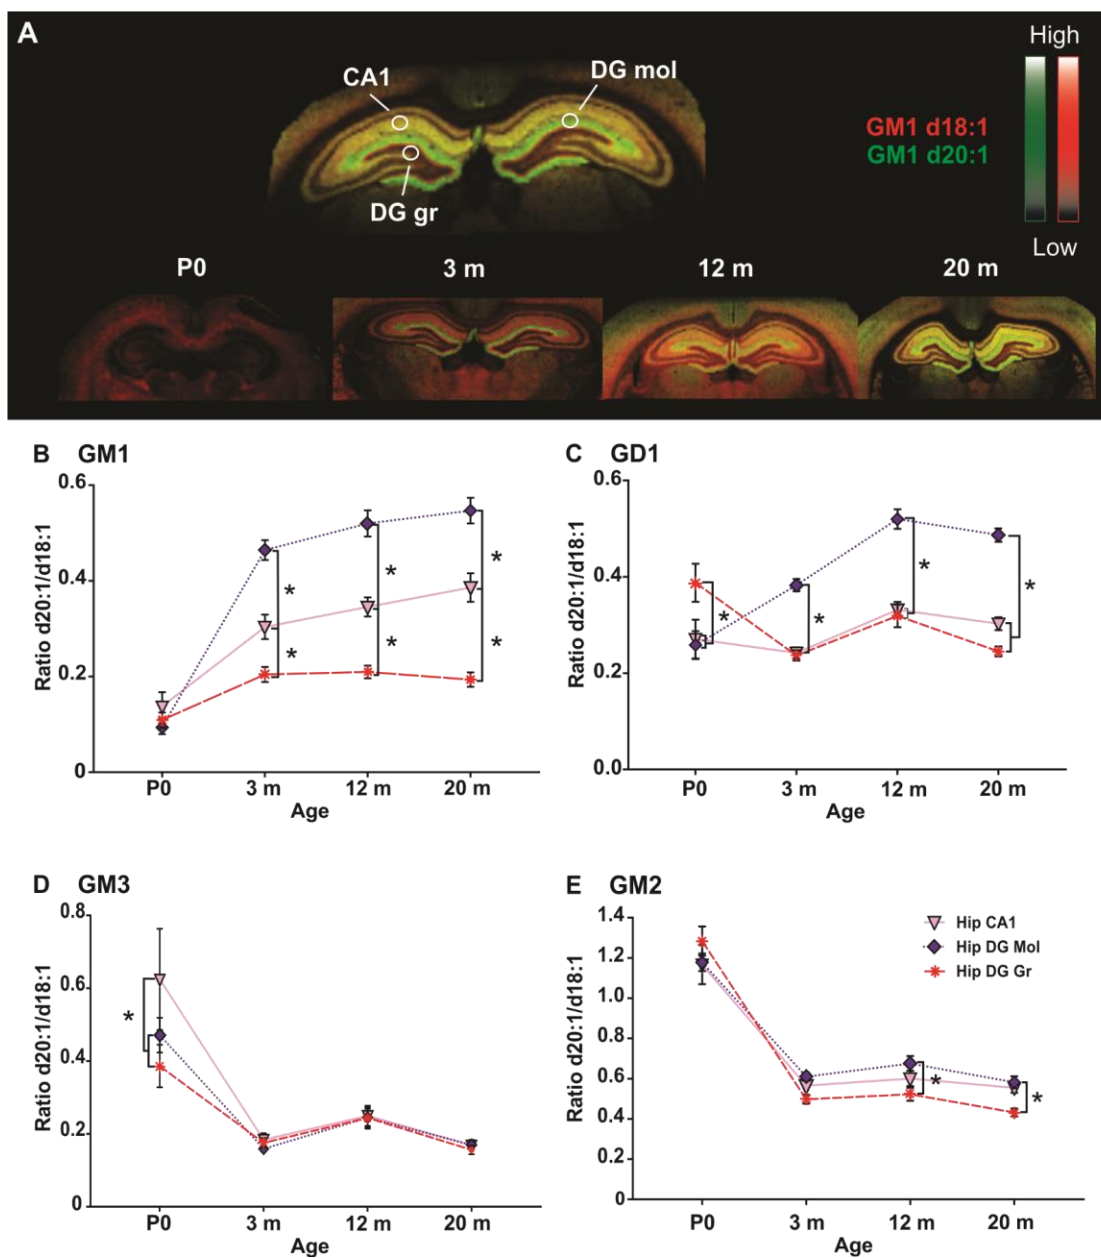 A
High
CA1
DG mol
GM1 d18:1
GM1 d20:1
DG gr
Low
P0
3 m
12 m
20 m
B GM1
0.6
0.4
0.2
0
Ratio d20:1/d18:1
*
*
*
*
*
*
P0
3 m
12 m
20 m
Age
C GD1
0.6
0.4
0.2
0.0
Ratio d20:1/d18:1
*
*
*
*
P0
3 m
12 m
20 m
Age
D GM3
0.8
0.6
0.4
0.2
0
Ratio d20:1/d18:1
*
P0
3 m
12 m
20 m
Age
E GM2
1.4
1.2
1.0
0.8
0.6
0.4
0.2
0
Ratio d20:1/d18:1
Hip CA1
Hip DG Mol
Hip DG Gr
*
*
P0
3 m
12 m
20 m
Age